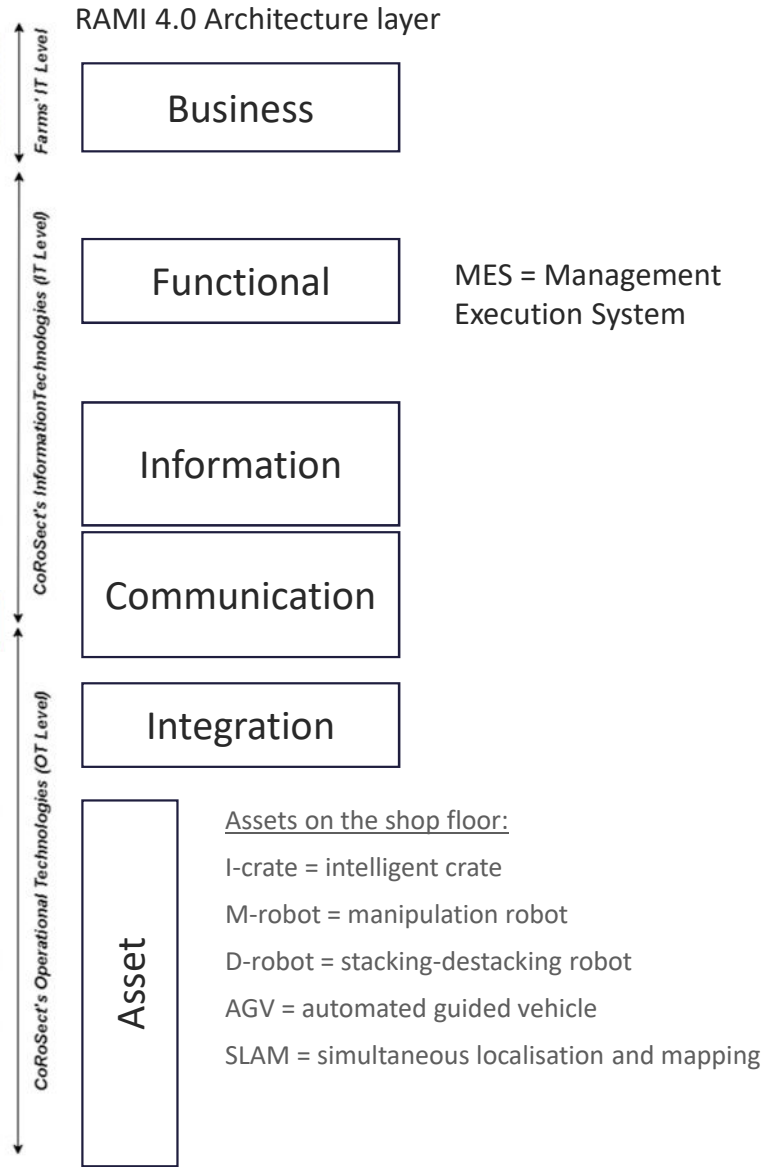 RAMI 4.0 Architecture layer
Farms' IT Level
Business
CoRoSect's InformationTechnologies (IT Level)
Functional
MES = Management
Execution System
Information
Communication
CoRoSect's Operational Technologies (OT Level)
Integration
Asset
Assets on the shop floor:
I-crate = intelligent crate
M-robot = manipulation robot
D-robot = stacking-destacking robot
AGV = automated guided vehicle
SLAM = simultaneous localisation and mapping